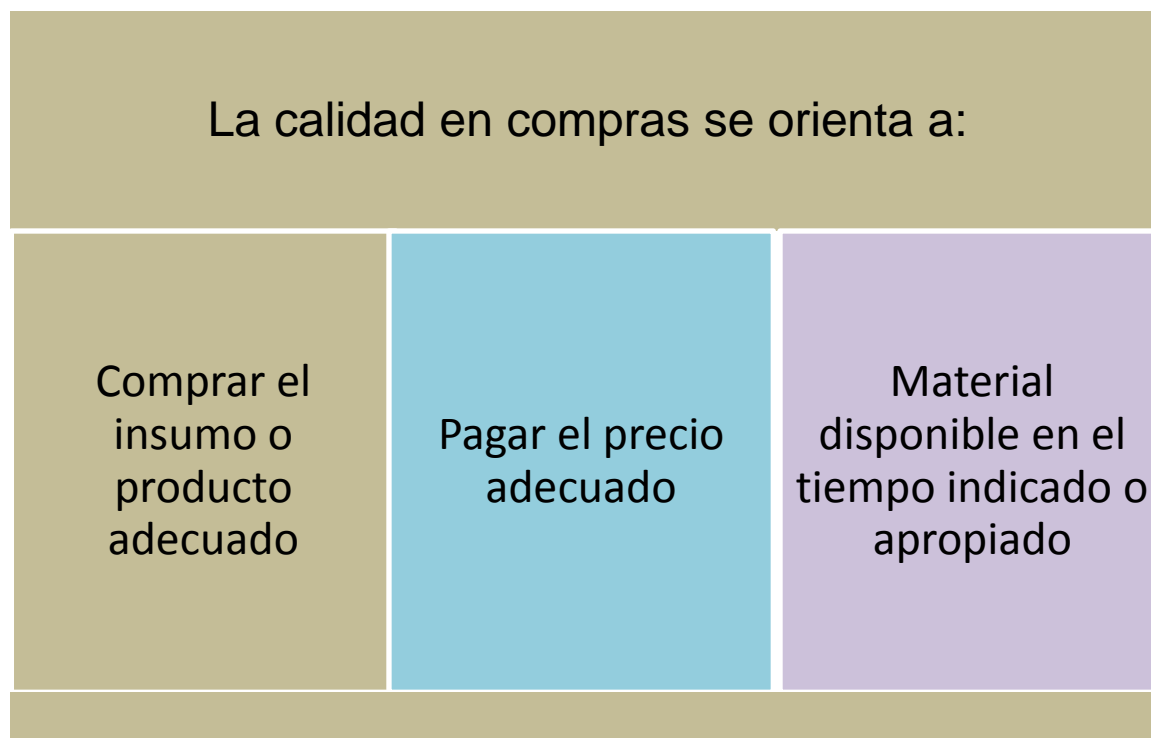 La calidad en compras se orienta a:
Comprar el
insumo o
producto
adecuado
Pagar el precio
adecuado
Material
disponible en el
tiempo indicado o
apropiado